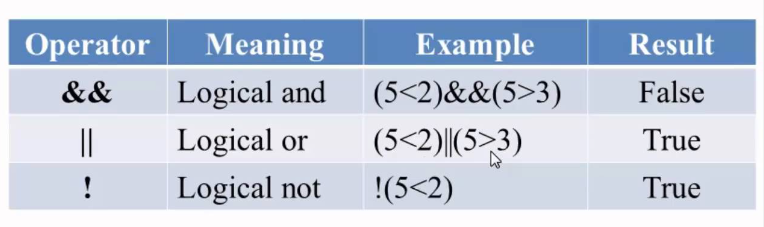 Operator Meaning Example Result
&& Logical and (5<2)&&(5>3) False
|| Logical or (5<2)||(5>3) True
! Logical not !(5<2) True